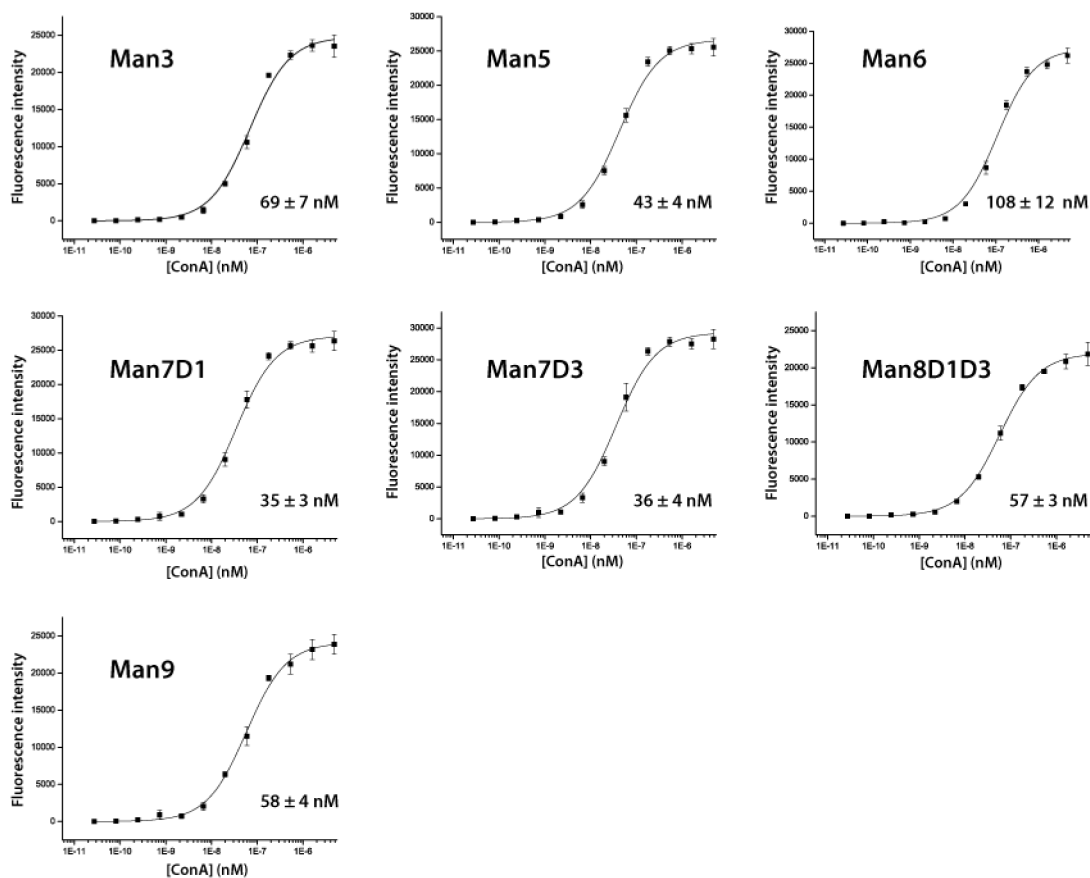 Man3
Fluorescence intensity
25000
20000
15000
10000
5000
0
69 ± 7 nM
1E-11 1E-10 1E-9 1E-8 1E-7 1E-6
[ConA] (nM)
Man5
Fluorescence intensity
30000
25000
20000
15000
10000
5000
0
43 ± 4 nM
1E-11 1E-10 1E-9 1E-8 1E-7 1E-6
[ConA] (nM)
Man6
Fluorescence intensity
30000
25000
20000
15000
10000
5000
0
108 ± 12 nM
1E-11 1E-10 1E-9 1E-8 1E-7 1E-6
[ConA] (nM)
Man7D1
Fluorescence intensity
30000
25000
20000
15000
10000
5000
0
35 ± 3 nM
1E-11 1E-10 1E-9 1E-8 1E-7 1E-6
[ConA] (nM)
Man7D3
Fluorescence intensity
30000
25000
20000
15000
10000
5000
0
36 ± 4 nM
1E-11 1E-10 1E-9 1E-8 1E-7 1E-6
[ConA] (nM)
Man8D1D3
Fluorescence intensity
25000
20000
15000
10000
5000
0
57 ± 3 nM
1E-11 1E-10 1E-9 1E-8 1E-7 1E-6
[ConA] (nM)
Man9
Fluorescence intensity
25000
20000
15000
10000
5000
0
58 ± 4 nM
1E-11 1E-10 1E-9 1E-8 1E-7 1E-6
[ConA] (nM)